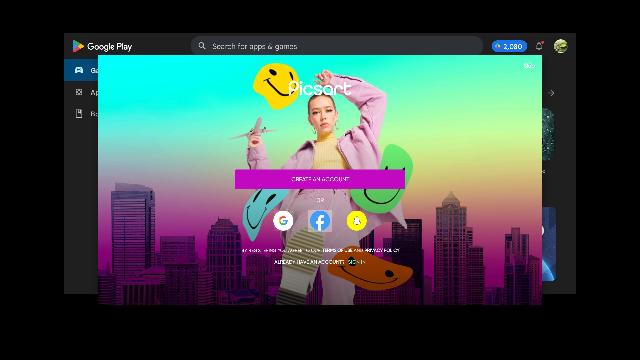 Google Play
Search for apps & games
2,080
Ga
Ap
Bo
Skip
Picsart
CREATE AN ACCOUNT
OR
TERMS OF USE AND PRIVACY POLICY
ALREADY HAVE AN ACCOUNT? SIGN IN